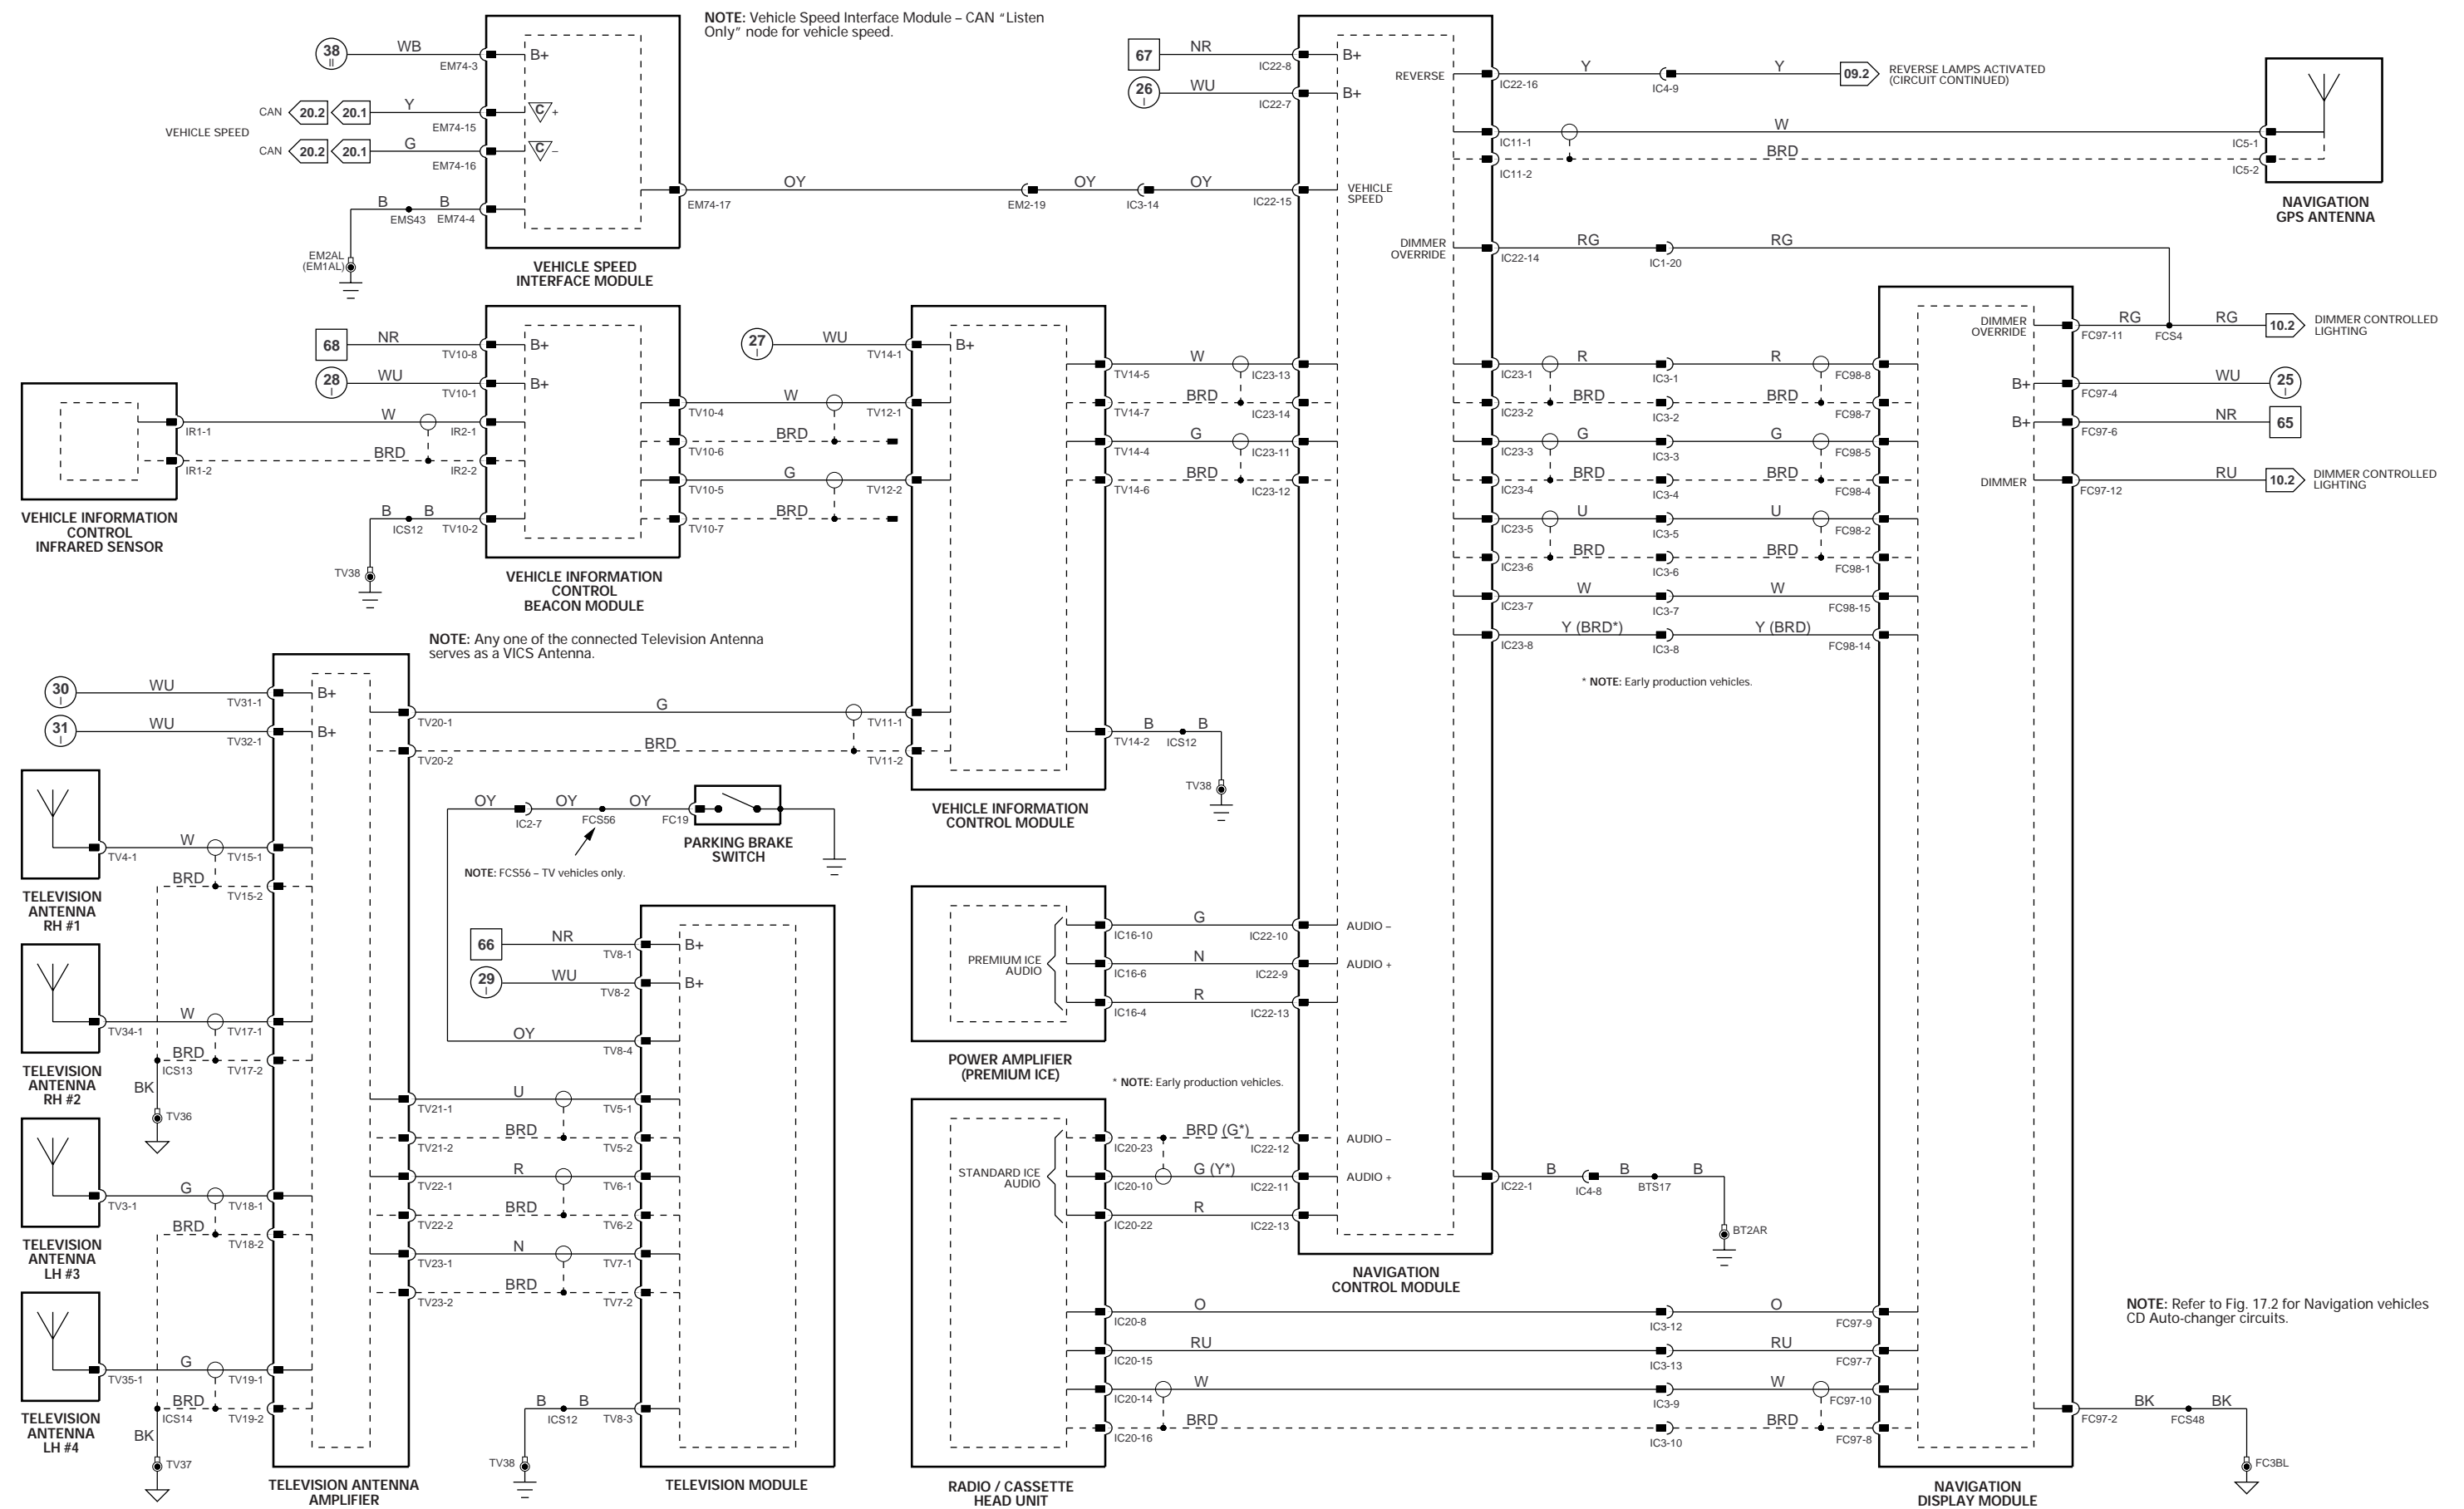 NOTE: Vehicle Speed Interface Module – CAN “Listen
Only” node for vehicle speed.
38
II
WB
EM74-3
B+
CAN
20.2
20.1
Y
EM74-15
C
+
VEHICLE SPEED
CAN
20.2
20.1
G
EM74-16
C
–
B
EMS43
B
EM74-4
EM2AL
(EM1AL)
VEHICLE SPEED
INTERFACE MODULE
EM74-17
OY
EM2-19
OY
IC3-14
OY
IC22-15
VEHICLE
SPEED
67
NR
IC22-8
B+
26
I
WU
IC22-7
B+
REVERSE
IC22-16
Y
IC4-9
Y
09.2
REVERSE LAMPS ACTIVATED
(CIRCUIT CONTINUED)
IC11-1
W
IC5-1
IC11-2
BRD
IC5-2
NAVIGATION
GPS ANTENNA
DIMMER
OVERRIDE
IC22-14
RG
IC1-20
RG
DIMMER
OVERRIDE
FC97-11
RG
FCS4
RG
10.2
DIMMER CONTROLLED
LIGHTING
B+
FC97-4
WU
25
I
B+
FC97-6
NR
65
DIMMER
FC97-12
RU
10.2
DIMMER CONTROLLED
LIGHTING
68
NR
TV10-8
B+
28
I
WU
TV10-1
B+
IR1-1
W
IR2-1
IR1-2
BRD
IR2-2
VEHICLE INFORMATION
CONTROL
INFRARED SENSOR
B
ICS12
B
TV10-2
TV38
VEHICLE INFORMATION
CONTROL
BEACON MODULE
27
I
WU
TV14-1
B+
TV10-4
W
TV12-1
TV10-6
BRD
TV10-5
G
TV12-2
TV10-7
BRD
TV14-5
W
IC23-13
TV14-7
BRD
IC23-14
TV14-4
G
IC23-11
TV14-6
BRD
IC23-12
IC23-1
R
IC3-1
R
FC98-8
IC23-2
BRD
IC3-2
BRD
FC98-7
IC23-3
G
IC3-3
G
FC98-5
IC23-4
BRD
IC3-4
BRD
FC98-4
IC23-5
U
IC3-5
U
FC98-2
IC23-6
BRD
IC3-6
BRD
FC98-1
IC23-7
W
IC3-7
W
FC98-15
IC23-8
Y (BRD*)
IC3-8
Y (BRD)
FC98-14
* NOTE: Early production vehicles.
NOTE: Any one of the connected Television Antenna
serves as a VICS Antenna.
30
I
WU
TV31-1
B+
31
I
WU
TV32-1
B+
TV20-1
G
TV11-1
TV20-2
BRD
TV11-2
TV14-2
B
ICS12
B
TV38
VEHICLE INFORMATION
CONTROL MODULE
OY
IC2-7
OY
FCS56
OY
FC19
PARKING BRAKE
SWITCH
NOTE: FCS56 – TV vehicles only.
TV4-1
W
TV15-1
BRD
TV15-2
TELEVISION
ANTENNA
RH #1
TV34-1
W
TV17-1
BRD
ICS13
TV17-2
BK
TV36
TELEVISION
ANTENNA
RH #2
TV3-1
G
TV18-1
BRD
TV18-2
TELEVISION
ANTENNA
LH #3
TV35-1
G
TV19-1
BRD
ICS14
TV19-2
BK
TV37
TELEVISION
ANTENNA
LH #4
TELEVISION ANTENNA
AMPLIFIER
66
NR
TV8-1
B+
29
I
WU
TV8-2
B+
OY
TV8-4
TV21-1
U
TV5-1
TV21-2
BRD
TV5-2
TV22-1
R
TV6-1
TV22-2
BRD
TV6-2
TV23-1
N
TV7-1
TV23-2
BRD
TV7-2
B
ICS12
B
TV8-3
TV38
TELEVISION MODULE
PREMIUM ICE
AUDIO
IC16-10
G
IC22-10
AUDIO –
IC16-6
N
IC22-9
AUDIO +
IC16-4
R
IC22-13
POWER AMPLIFIER
(PREMIUM ICE)
* NOTE: Early production vehicles.
STANDARD ICE
AUDIO
IC20-23
BRD (G*)
IC22-12
AUDIO –
IC20-10
G (Y*)
IC22-11
AUDIO +
IC20-22
R
IC22-13
IC22-1
B
IC4-8
B
BTS17
B
BT2AR
NAVIGATION
CONTROL MODULE
IC20-8
O
IC3-12
O
FC97-9
IC20-15
RU
IC3-13
RU
FC97-7
IC20-14
W
IC3-9
W
FC97-10
IC20-16
BRD
IC3-10
BRD
FC97-8
RADIO / CASSETTE
HEAD UNIT
NOTE: Refer to Fig. 17.2 for Navigation vehicles
CD Auto-changer circuits.
FC97-2
BK
FCS48
BK
FC3BL
NAVIGATION
DISPLAY MODULE